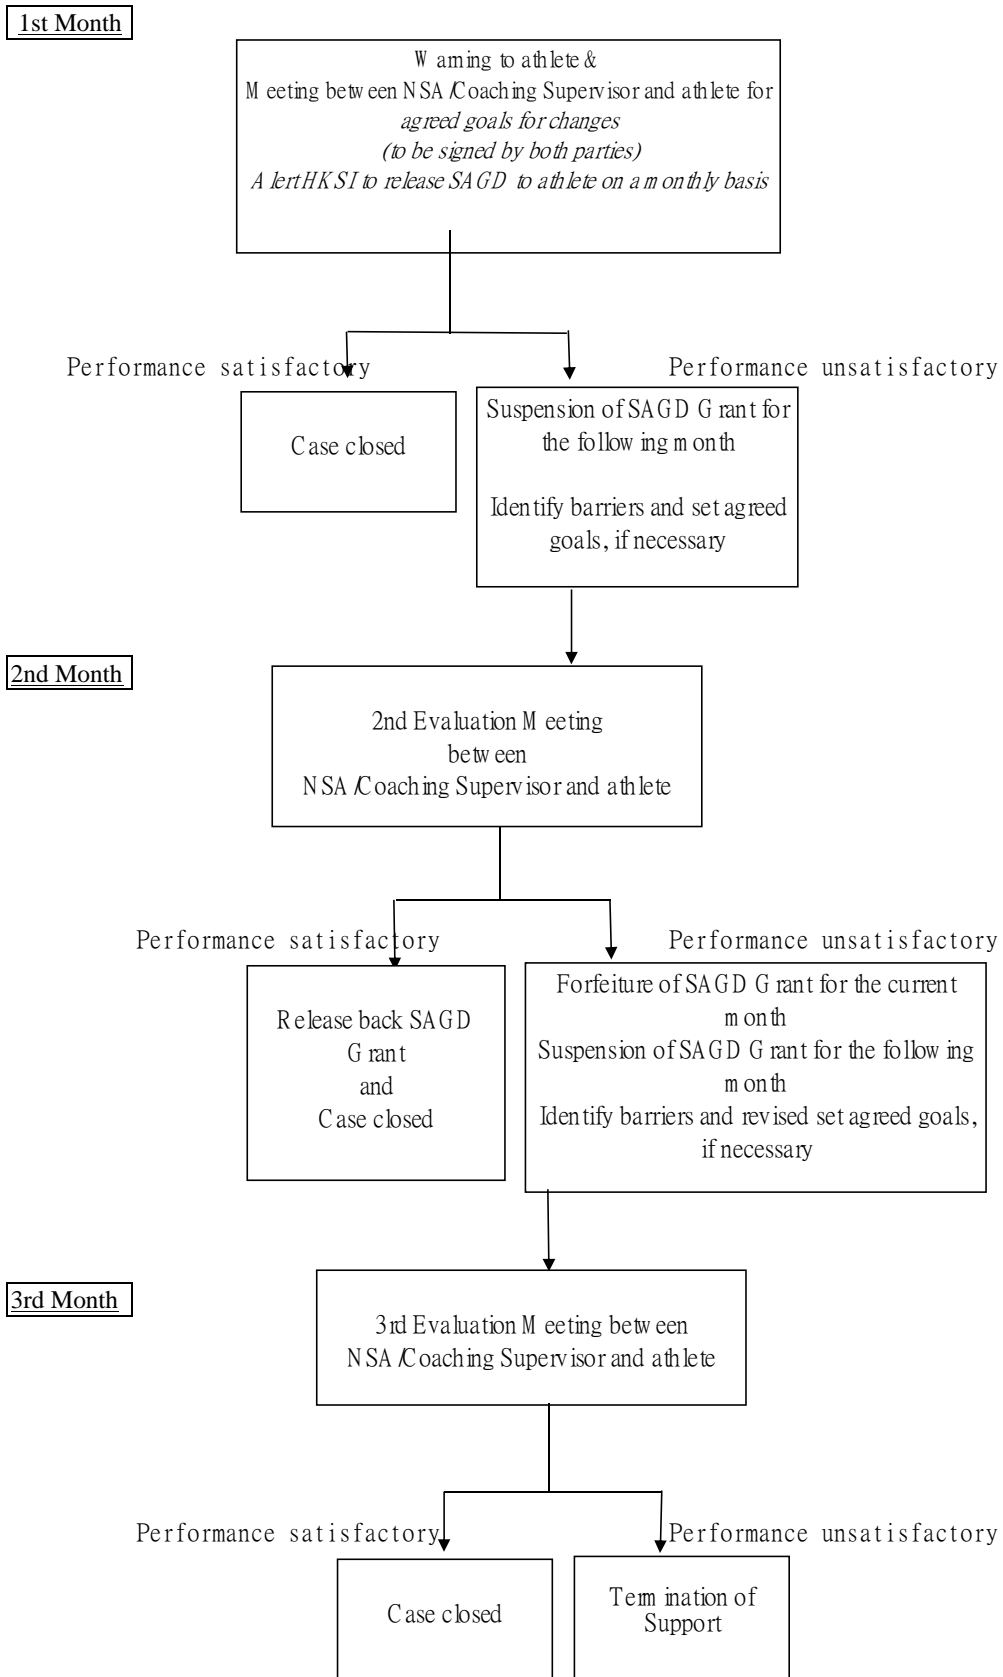 1st Month
Warning to athlete &
Meeting between NSA/Coaching Supervisor and athlete for
agreed goals for changes
(to be signed by both parties)
Alert HKSI to release SAGD to athlete on a monthly basis
Performance satisfactory
Performance unsatisfactory
Case closed
Suspension of SAGD Grant for
the following month
Identify barriers and set agreed
goals, if necessary
2nd Month
2nd Evaluation Meeting
between
NSA/Coaching Supervisor and athlete
Performance satisfactory
Performance unsatisfactory
Release back SAGD
Grant
and
Case closed
Forfeiture of SAGD Grant for the current
month
Suspension of SAGD Grant for the following
month
Identify barriers and revised set agreed goals,
if necessary
3rd Month
3rd Evaluation Meeting between
NSA/Coaching Supervisor and athlete
Performance satisfactory
Performance unsatisfactory
Case closed
Termination of
Support